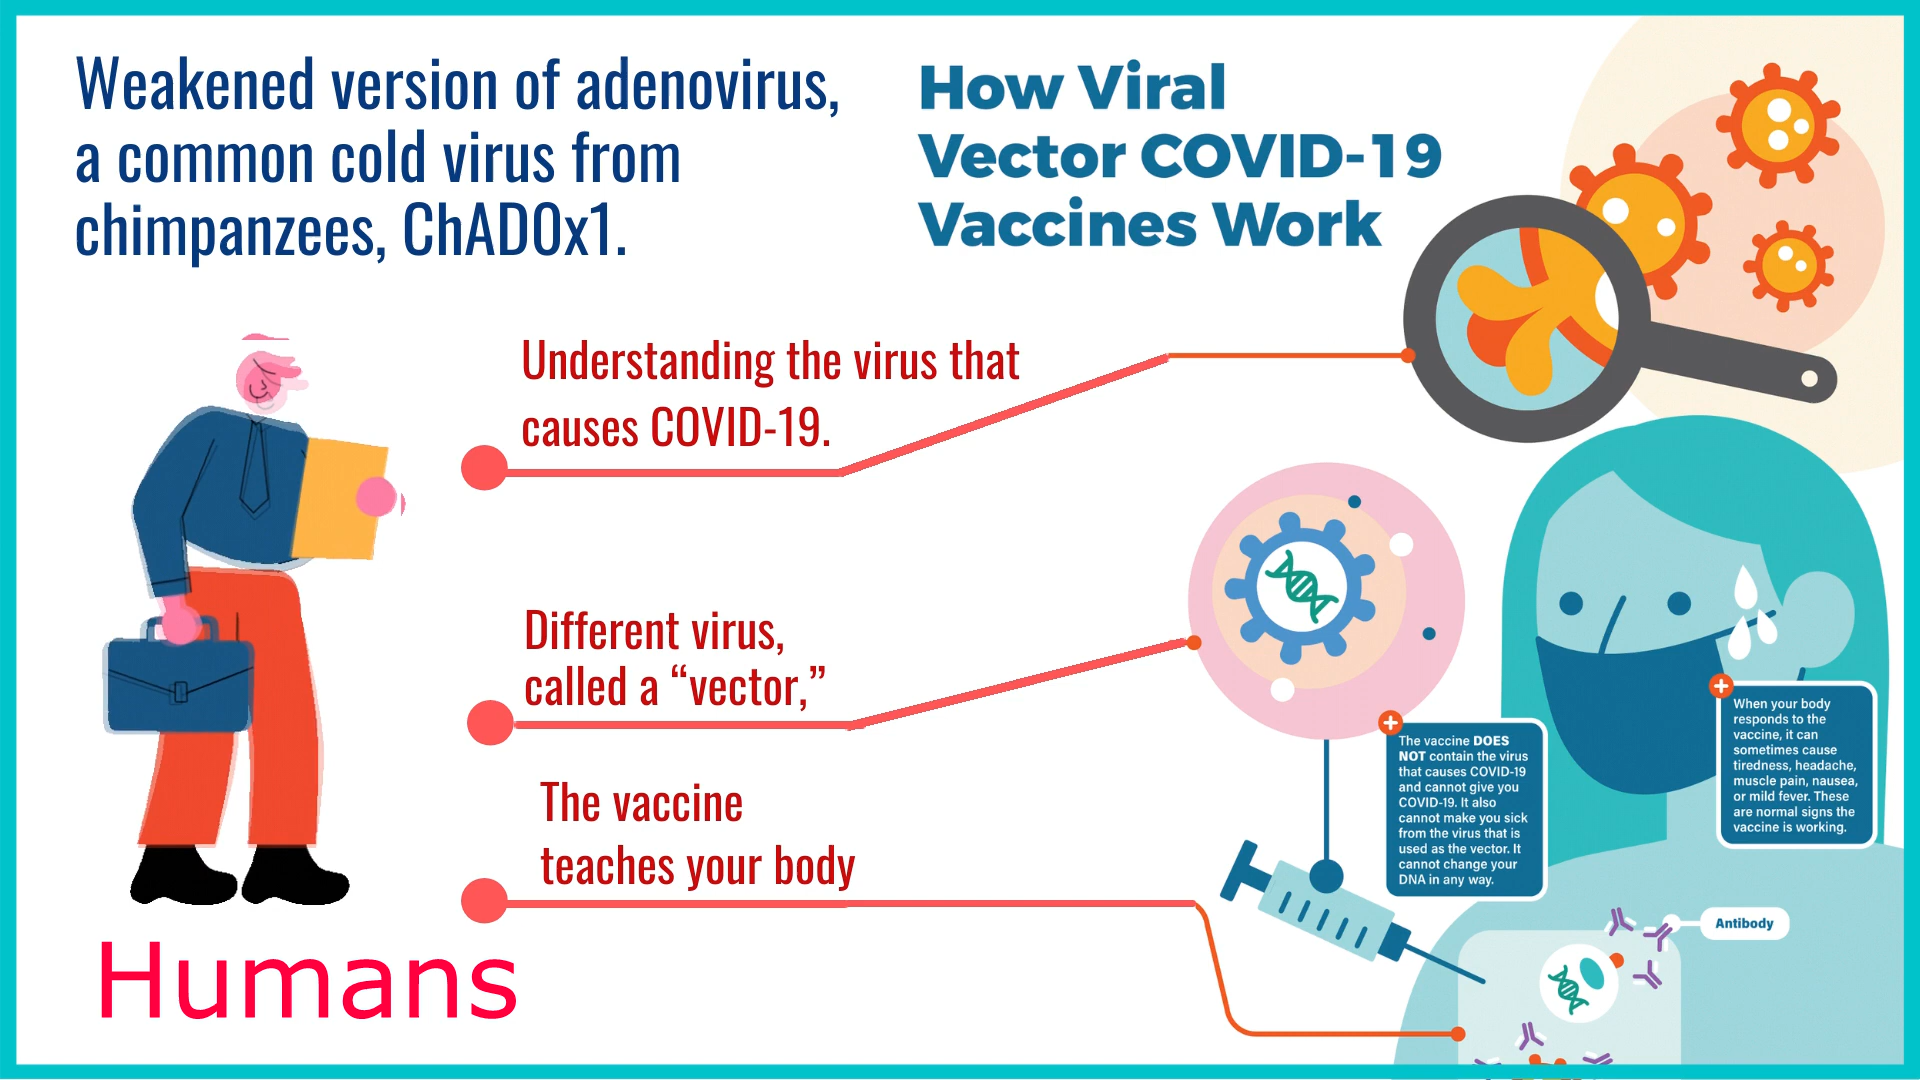 Weakened version of adenovirus,
a common cold virus from
chimpanzees, ChADOx1.
How Viral
Vector COVID-19
Vaccines Work
Understanding the virus that
causes COVID-19.
Different virus,
called a “vector,”
The vaccine
teaches your body
Humans
The vaccine DOES
NOT contain the virus
that causes COVID-19
and cannot give you
COVID-19. It also
cannot make you sick
from the virus that is
used as the vector. It
cannot change your
DNA in any way.
When your body
responds to the
vaccine, it can
sometimes cause
tiredness, headache,
muscle pain, nausea,
or mild fever. These
are normal signs the
vaccine is working.
Antibody